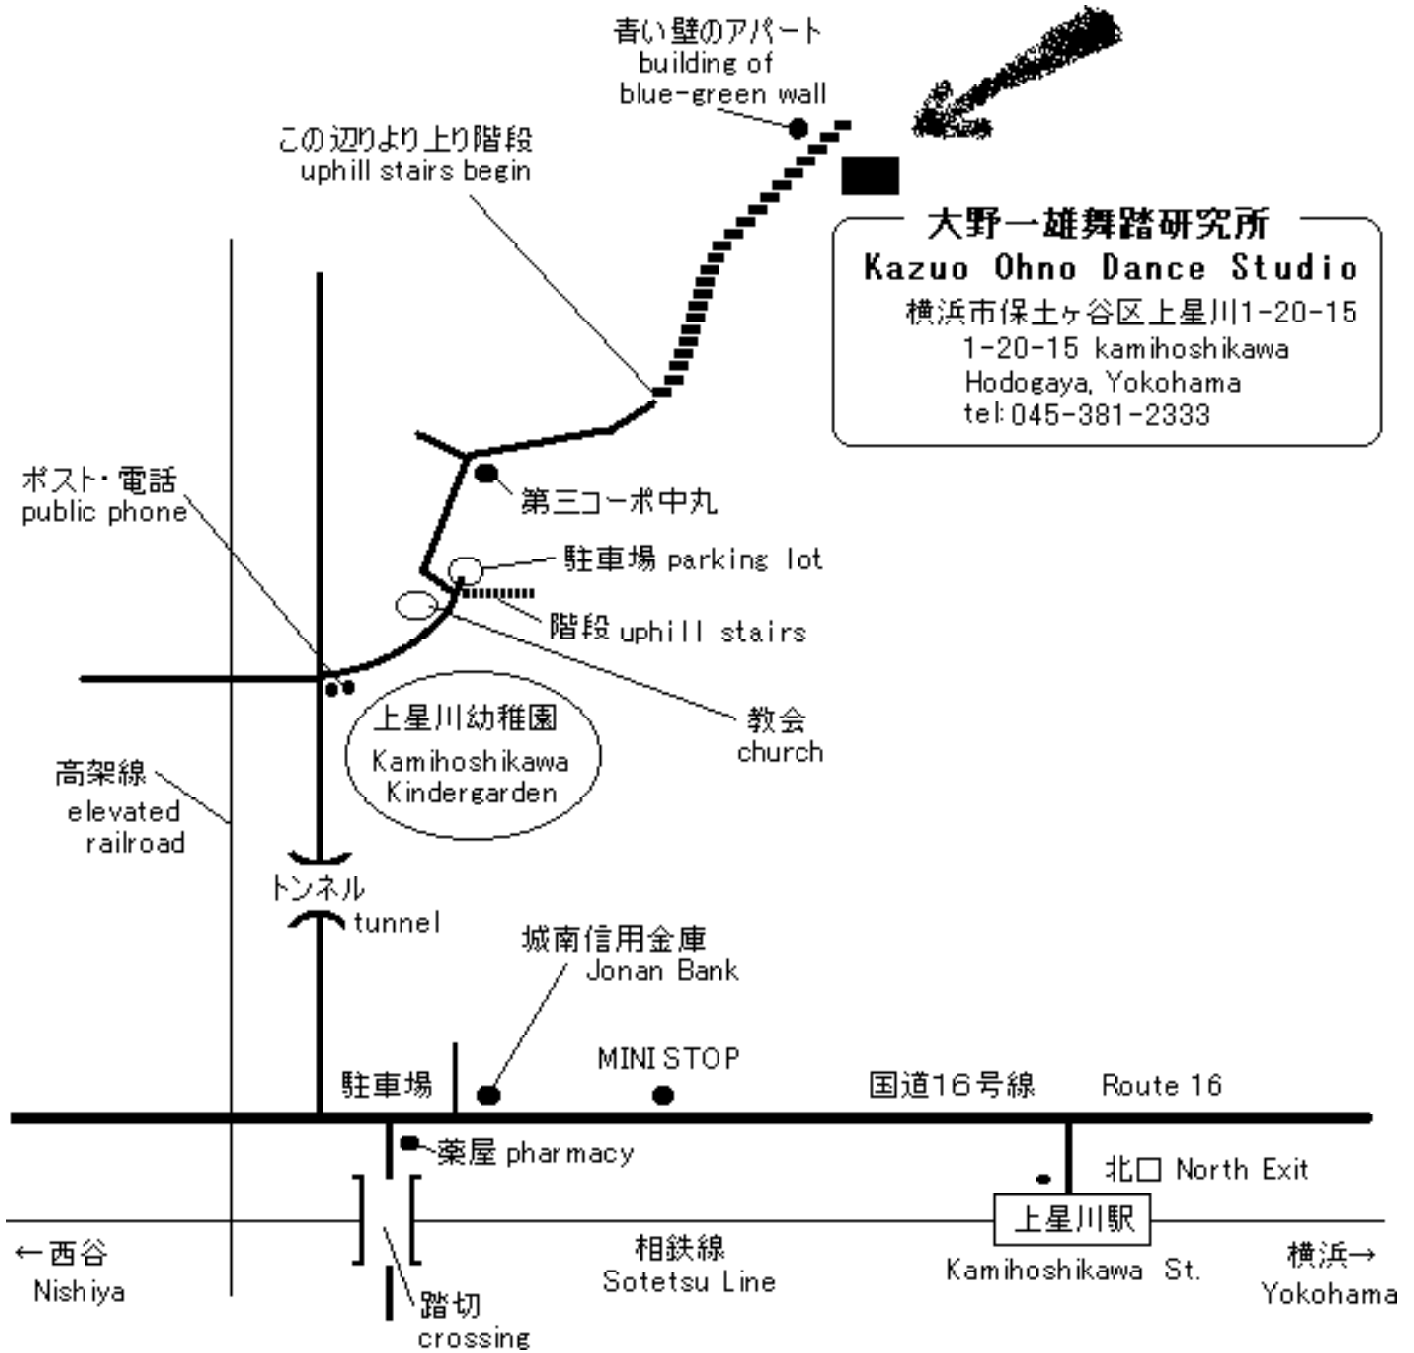 青い壁のアパート
building of
blue-green wall
この辺りより上り階段
uphill stairs begin
大野一雄舞踏研究所
Kazuo Ohno Dance Studio
横浜市保土ヶ谷区上星川1-20-15
1-20-15 kamihoshikawa
Hodogaya, Yokohama
tel:045-381-2333
ポスト・電話
public phone
第三コーポ中丸
駐車場 parking lot
階段 uphill stairs
教会
church
上星川幼稚園
Kamihoshikawa
Kindergarden
高架線
elevated
railroad
トンネル
tunnel
城南信用金庫
Jonan Bank
MINI STOP
駐車場
国道16号線 Route 16
薬屋 pharmacy
北口 North Exit
上星川駅
Kamihoshikawa St.
←西谷
Nishiya
相鉄線
Sotetsu Line
横浜→
Yokohama
踏切
crossing